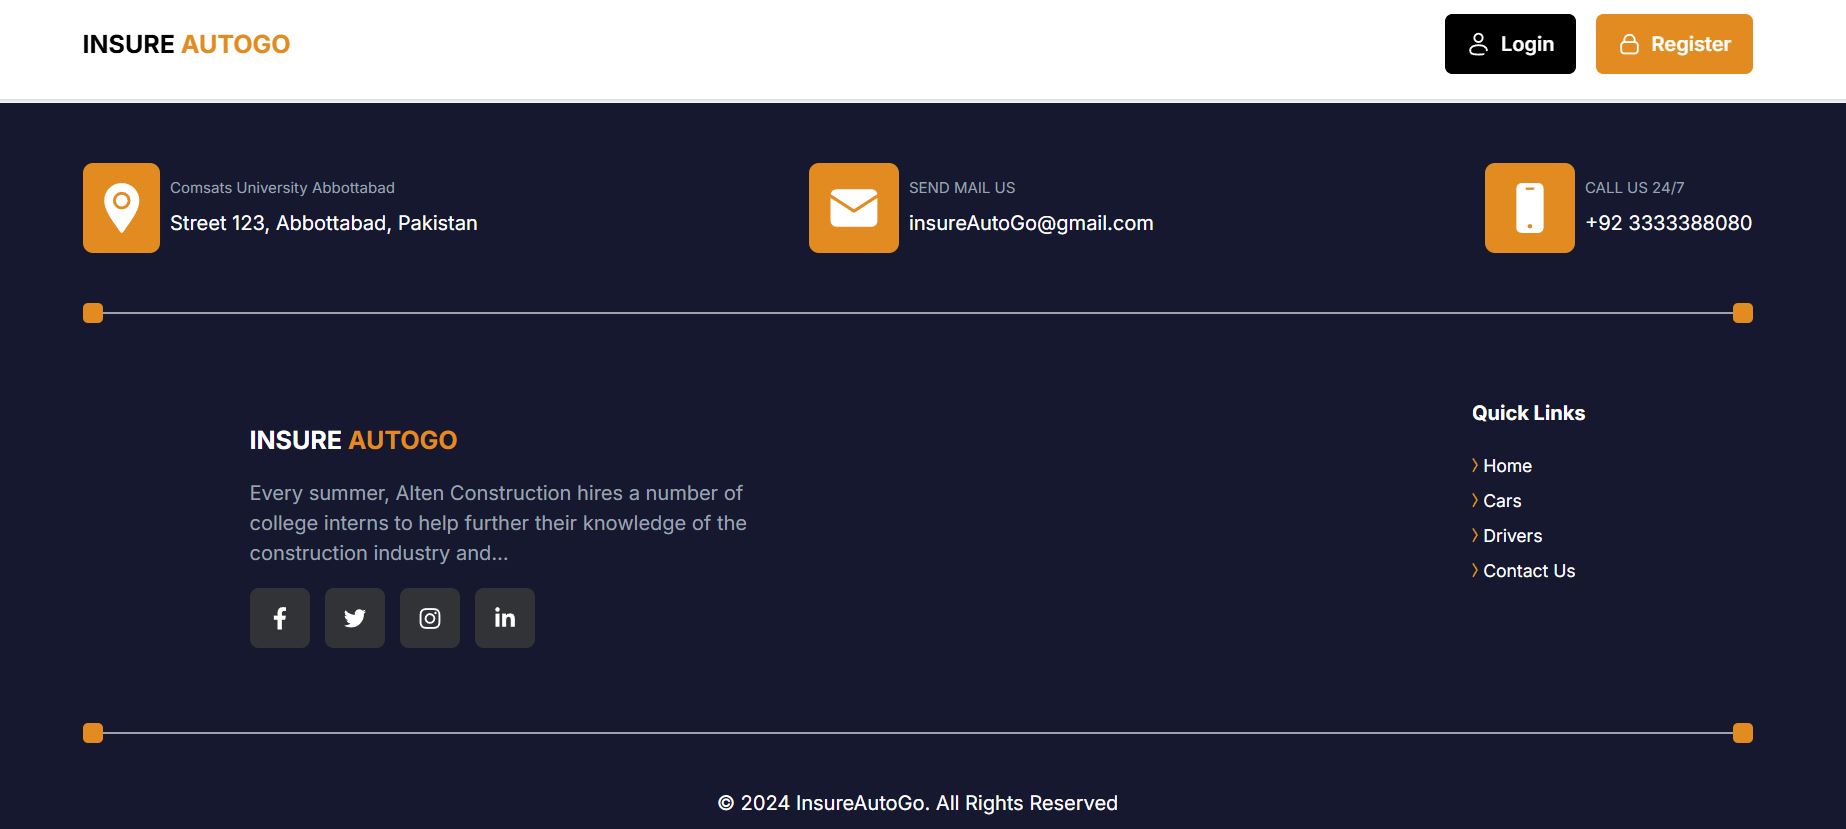 INSURE AUTOGO
Login
Register
Comsats University Abbottabad
Street 123, Abbottabad, Pakistan
SEND MAIL US
insureAutoGo@gmail.com
CALL US 24/7
+92 3333388080
INSURE AUTOGO
Every summer, Alten Construction hires a number of
college interns to help further their knowledge of the
construction industry and...
Quick Links
Home
Cars
Drivers
Contact Us
© 2024 InsureAutoGo. All Rights Reserved